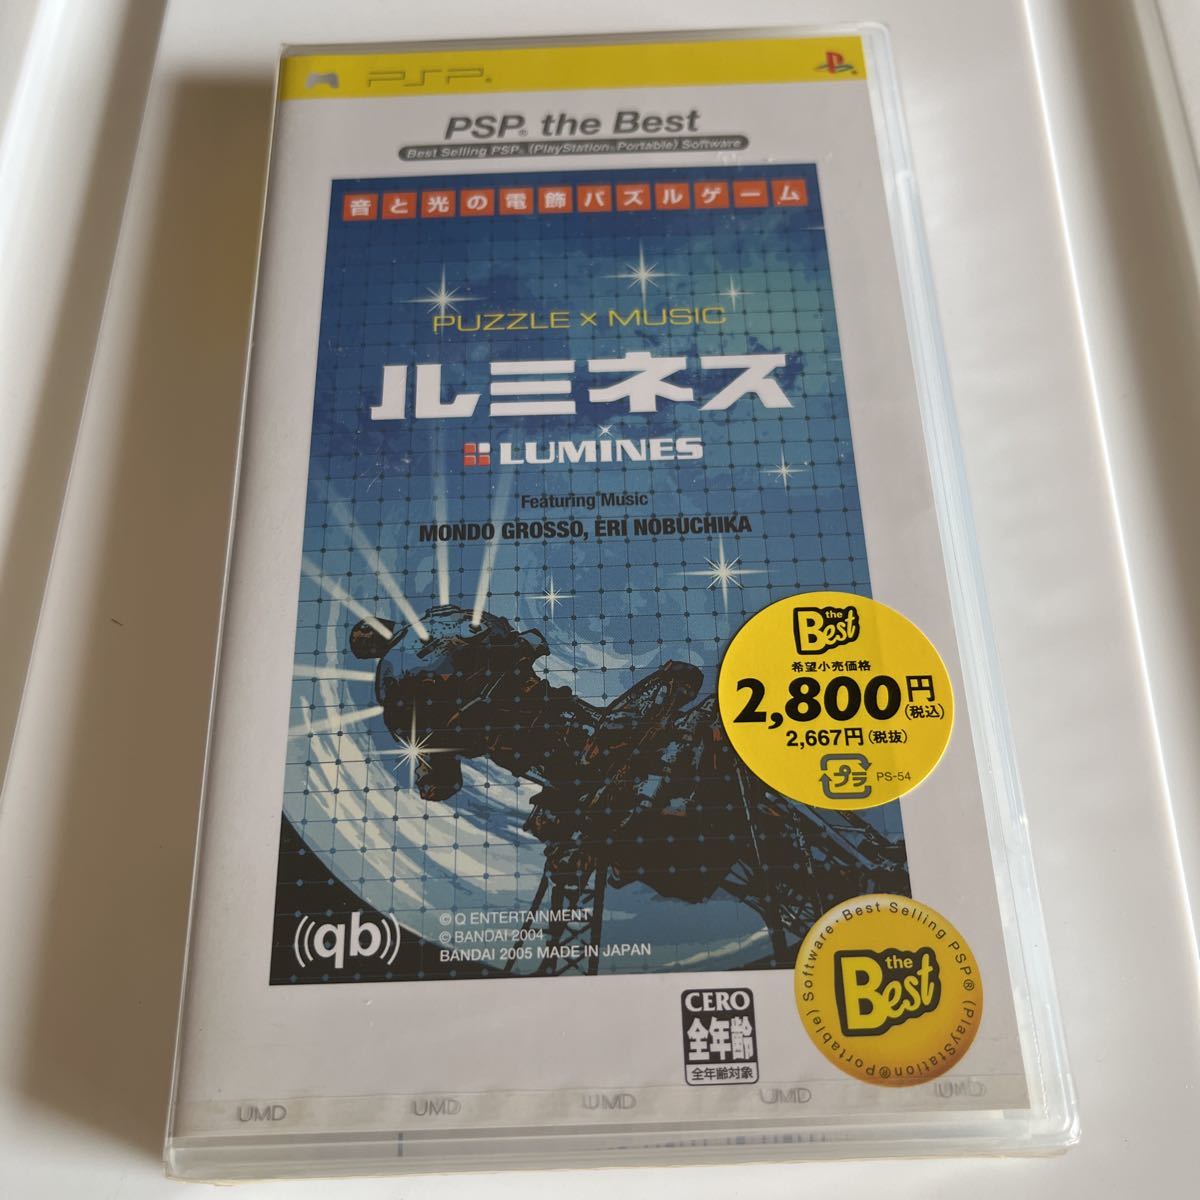 PSP®
PSP® the Best
Best Selling PSP® (PlayStation® Portable) Software
音と光の電飾パズルゲーム
PUZZLE × MUSIC
ルミネス
LUMINES
Featuring Music
MONDO GROSSO, ERI NOBUCHIKA
the
Best
希望小売価格
2,800円(税込)
2,667円(税抜)
プラ PS-54
((qb))
© Q ENTERTAINMENT
© BANDAI 2004
BANDAI 2005 MADE IN JAPAN
Best Selling PSP® (PlayStation® Portable) Software・
the
Best
CERO
全年齢
全年齢対象
UMD UMD UMD UMD UMD